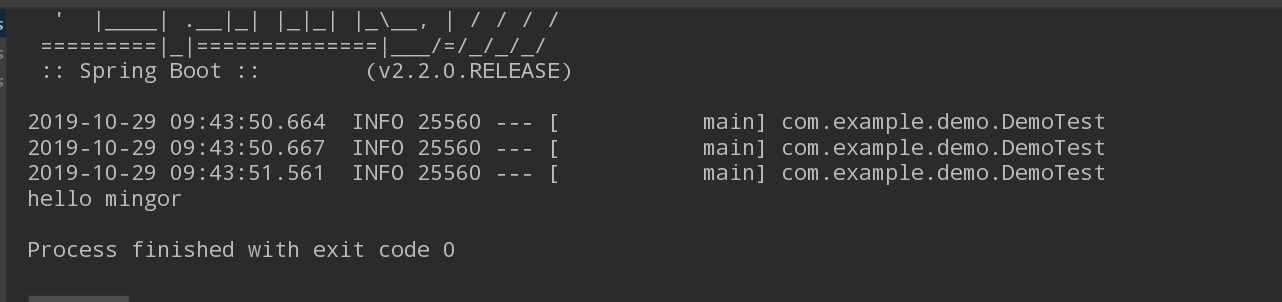 '  |____| .__|_| |_|_| |_\__, | / / / /
 =========|_|==============|___/=/_/_/_/
 :: Spring Boot ::        (v2.2.0.RELEASE)
2019-10-29 09:43:50.664  INFO 25560 --- [           main] com.example.demo.DemoTest
2019-10-29 09:43:50.667  INFO 25560 --- [           main] com.example.demo.DemoTest
2019-10-29 09:43:51.561  INFO 25560 --- [           main] com.example.demo.DemoTest
hello mingor
Process finished with exit code 0